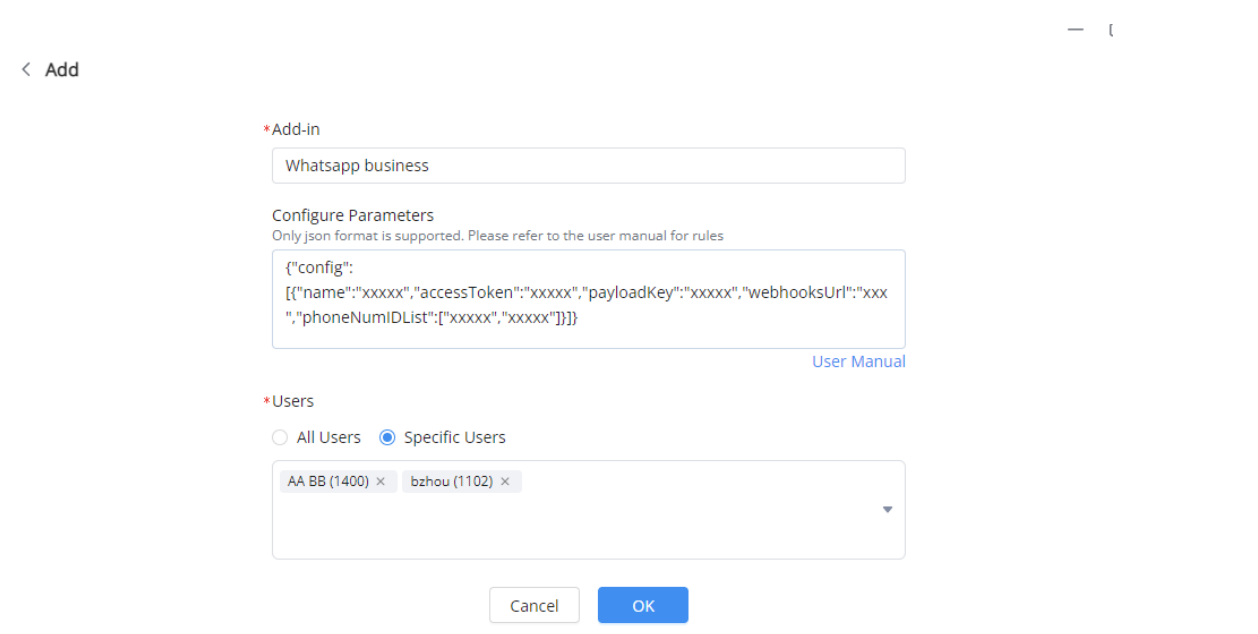 Add
*Add-in
Whatsapp business
Configure Parameters
Only json format is supported. Please refer to the user manual for rules
{"config":
[{"name":"xxxxx","accessToken":"xxxxx","payloadKey":"xxxxx","webhooksUrl":"xxx
","phoneNumIDList":["xxxxx","xxxxx"]}]}
User Manual
*Users
All Users Specific Users
AA BB (1400) × bzhou (1102) ×
Cancel OK